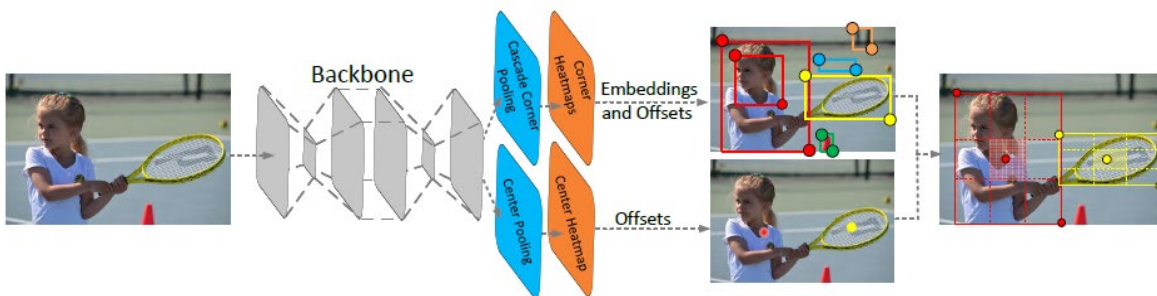 Backbone
Cascade Corner
Pooling
Corner
Heatmaps
Embeddings
and Offsets
Center Pooling
Center Heatmap
Offsets